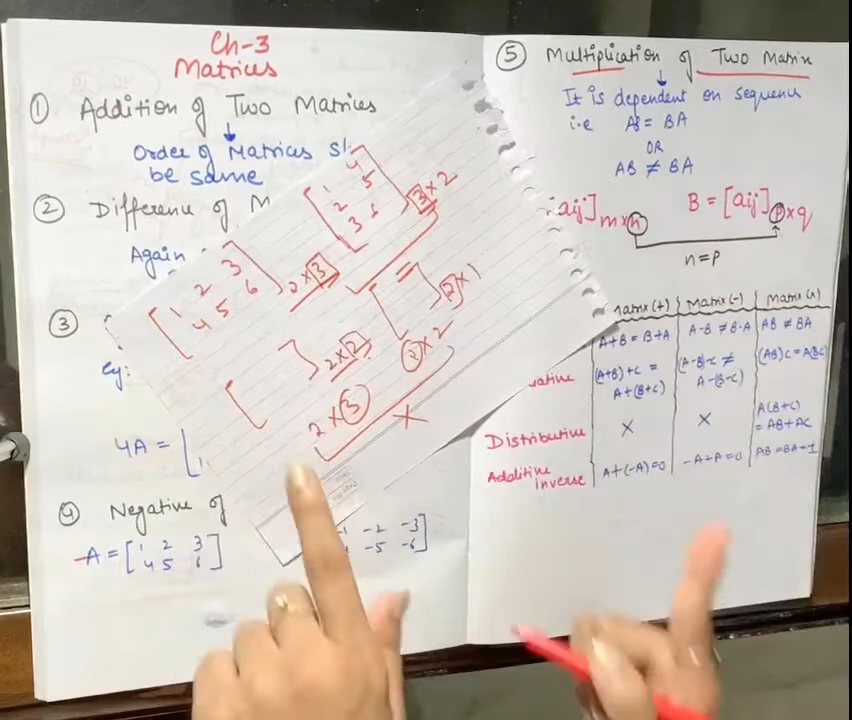 Ch-3
Matrices
① Addition of Two Matrices
Order of Matrices
be same
② Difference of
Again
③
eg:
4A =
④ Negative of
-A = [1 2 3
4 5 6]
-2 -3
-5 -6]
[1 2 3
4 5 6] 2×3
[1 4
2 5
3 6] 3×2
[ ] 2×2
[ ] 2×1
2×3 2×2
×
⑤ Multiplication of Two Matrix
It is dependent on sequence
i.e AB = BA
OR
AB ≠ BA
aij] m×n B = [aij] p×q
n=p
Matrix(+) Matrix(-) Matrix(x)
A+B = B+A A-B ≠ B-A AB ≠ BA
(A+B)+C = (A-B)-C ≠ (AB)C = A(BC)
A+(B+C) A-(B-C)
Distributive × × A(B+C)
= AB+AC
Additive A+(-A)=0 -A+A=0 AB=BA=1
inverse